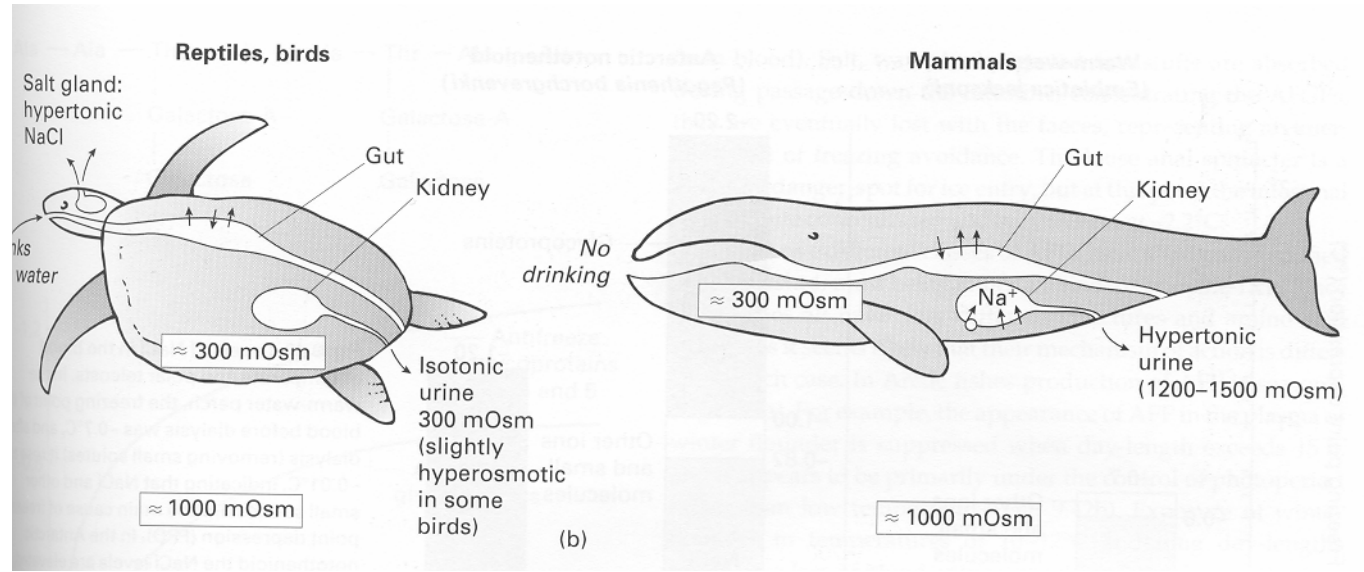 Reptiles, birds
Salt gland:
hypertonic
NaCl
Gut
Kidney
water
≈ 300 mOsm
Isotonic
urine
300 mOsm
(slightly
hyperosmotic
in some
birds)
≈ 1000 mOsm
(b)
Mammals
Gut
Kidney
No
drinking
≈ 300 mOsm
Na⁺
Hypertonic
urine
(1200–1500 mOsm)
≈ 1000 mOsm